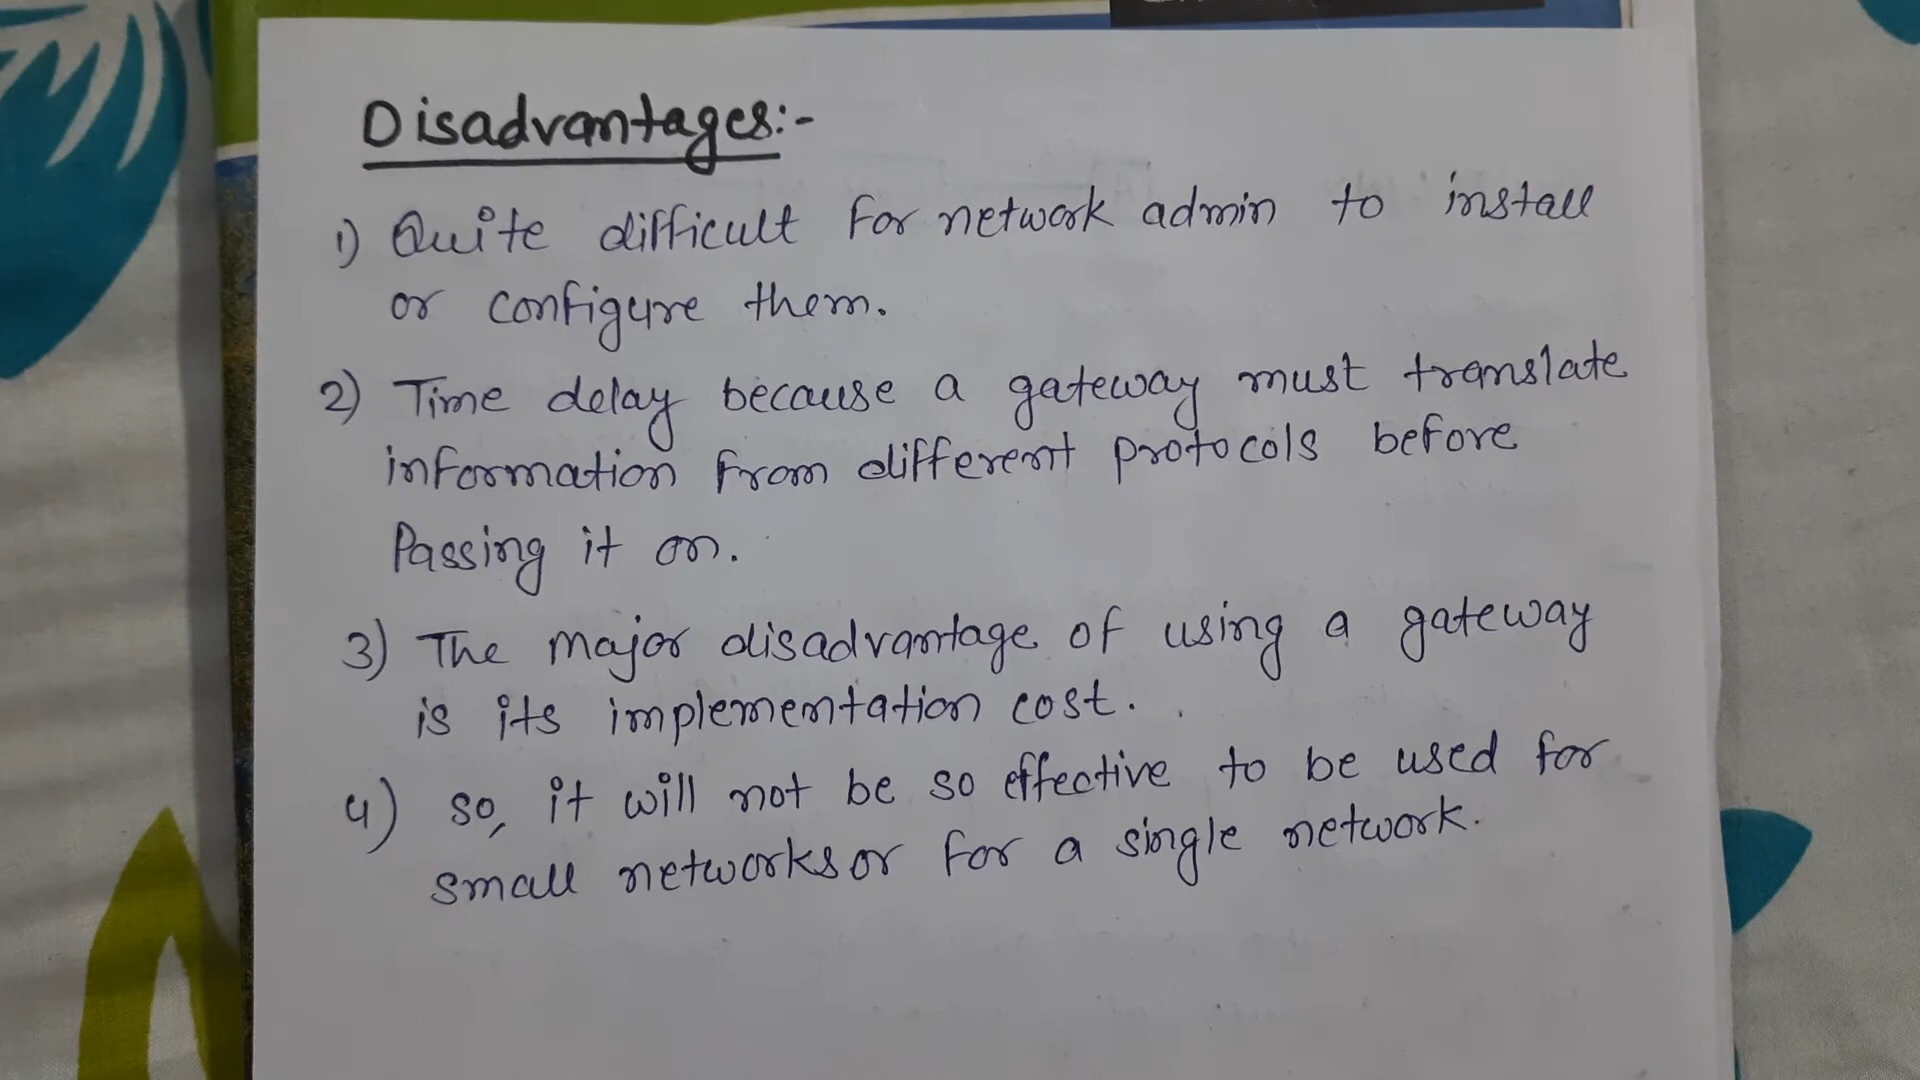 Disadvantages:-
1) Quite difficult for network admin to install
or configure them.
2) Time delay because a gateway must translate
information from different protocols before
Passing it on.
3) The major disadvantage of using a gateway
is its implementation cost.
4) so, it will not be so effective to be used for
small networks or for a single network.